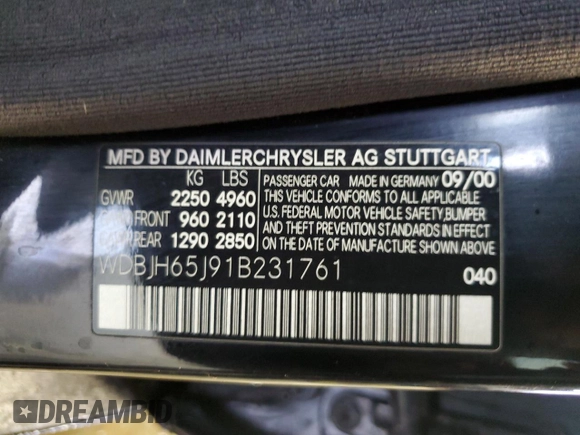 MFD BY DAIMLERCHRYSLER AG STUTTGART
KG LBS
GVWR 2250 4960
FRONT 960 2110
REAR 1290 2850
PASSENGER CAR MADE IN GERMANY 09/00
THIS VEHICLE CONFORMS TO ALL APPLICABLE
U.S. FEDERAL MOTOR VEHICLE SAFETY,BUMPER
AND THEFT PREVENTION STANDARDS IN EFFECT
ON THE DATE OF MANUFACTURE
WDBJH65J91B231761
040
DREAMBID